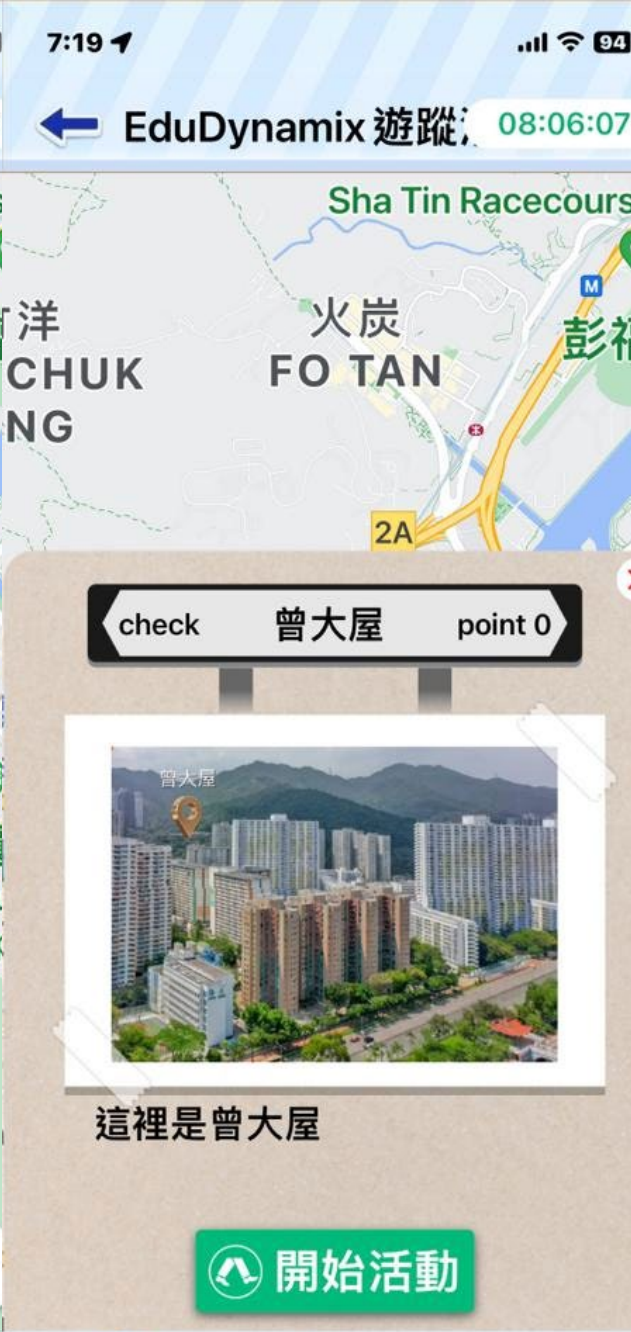 7:19
94
EduDynamix 遊蹤
08:06:07
Sha Tin Racecours
洋
火炭
彭福
CHUK
FO TAN
NG
M
2A
check 曾大屋 point 0
曾大屋
這裡是曾大屋
開始活動